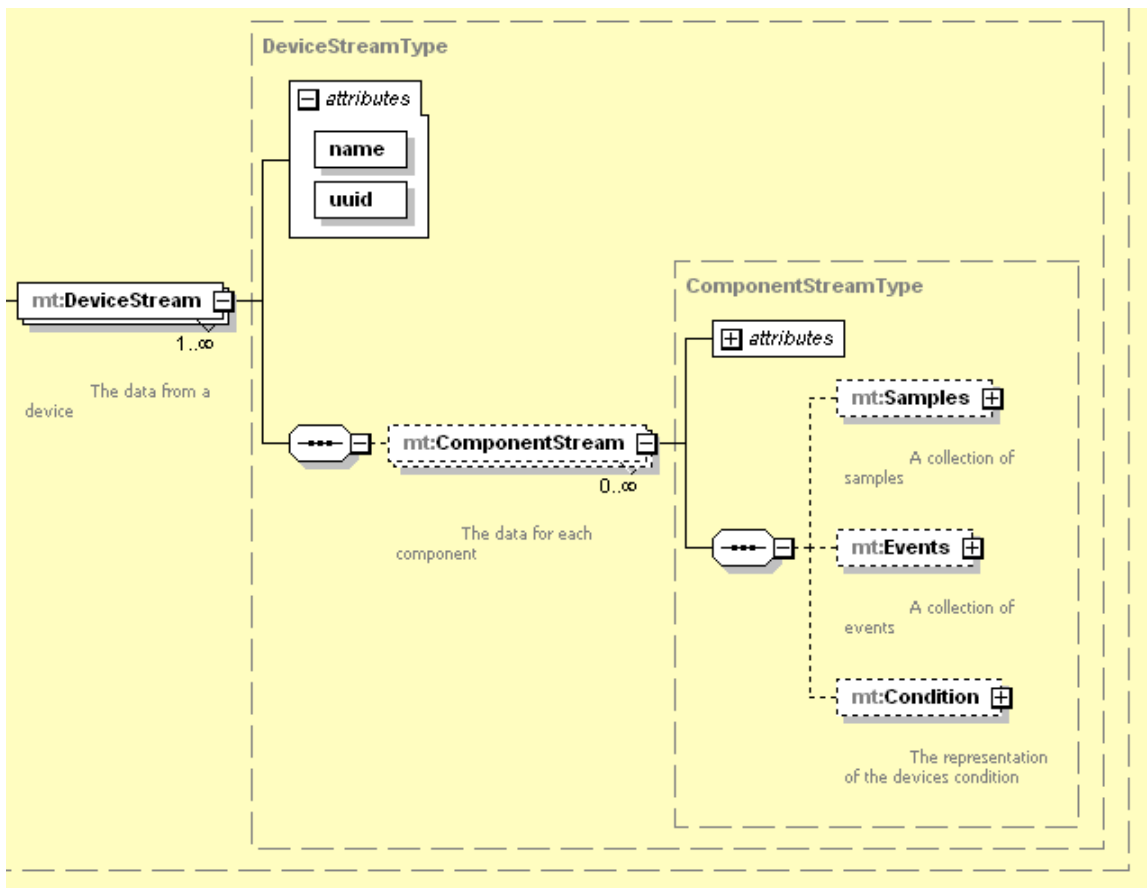 DeviceStreamType
attributes
name
uuid
mt:DeviceStream
1..∞
The data from a
device
mt:ComponentStream
0..∞
The data for each
component
ComponentStreamType
attributes
mt:Samples
A collection of
samples
mt:Events
A collection of
events
mt:Condition
The representation
of the devices condition